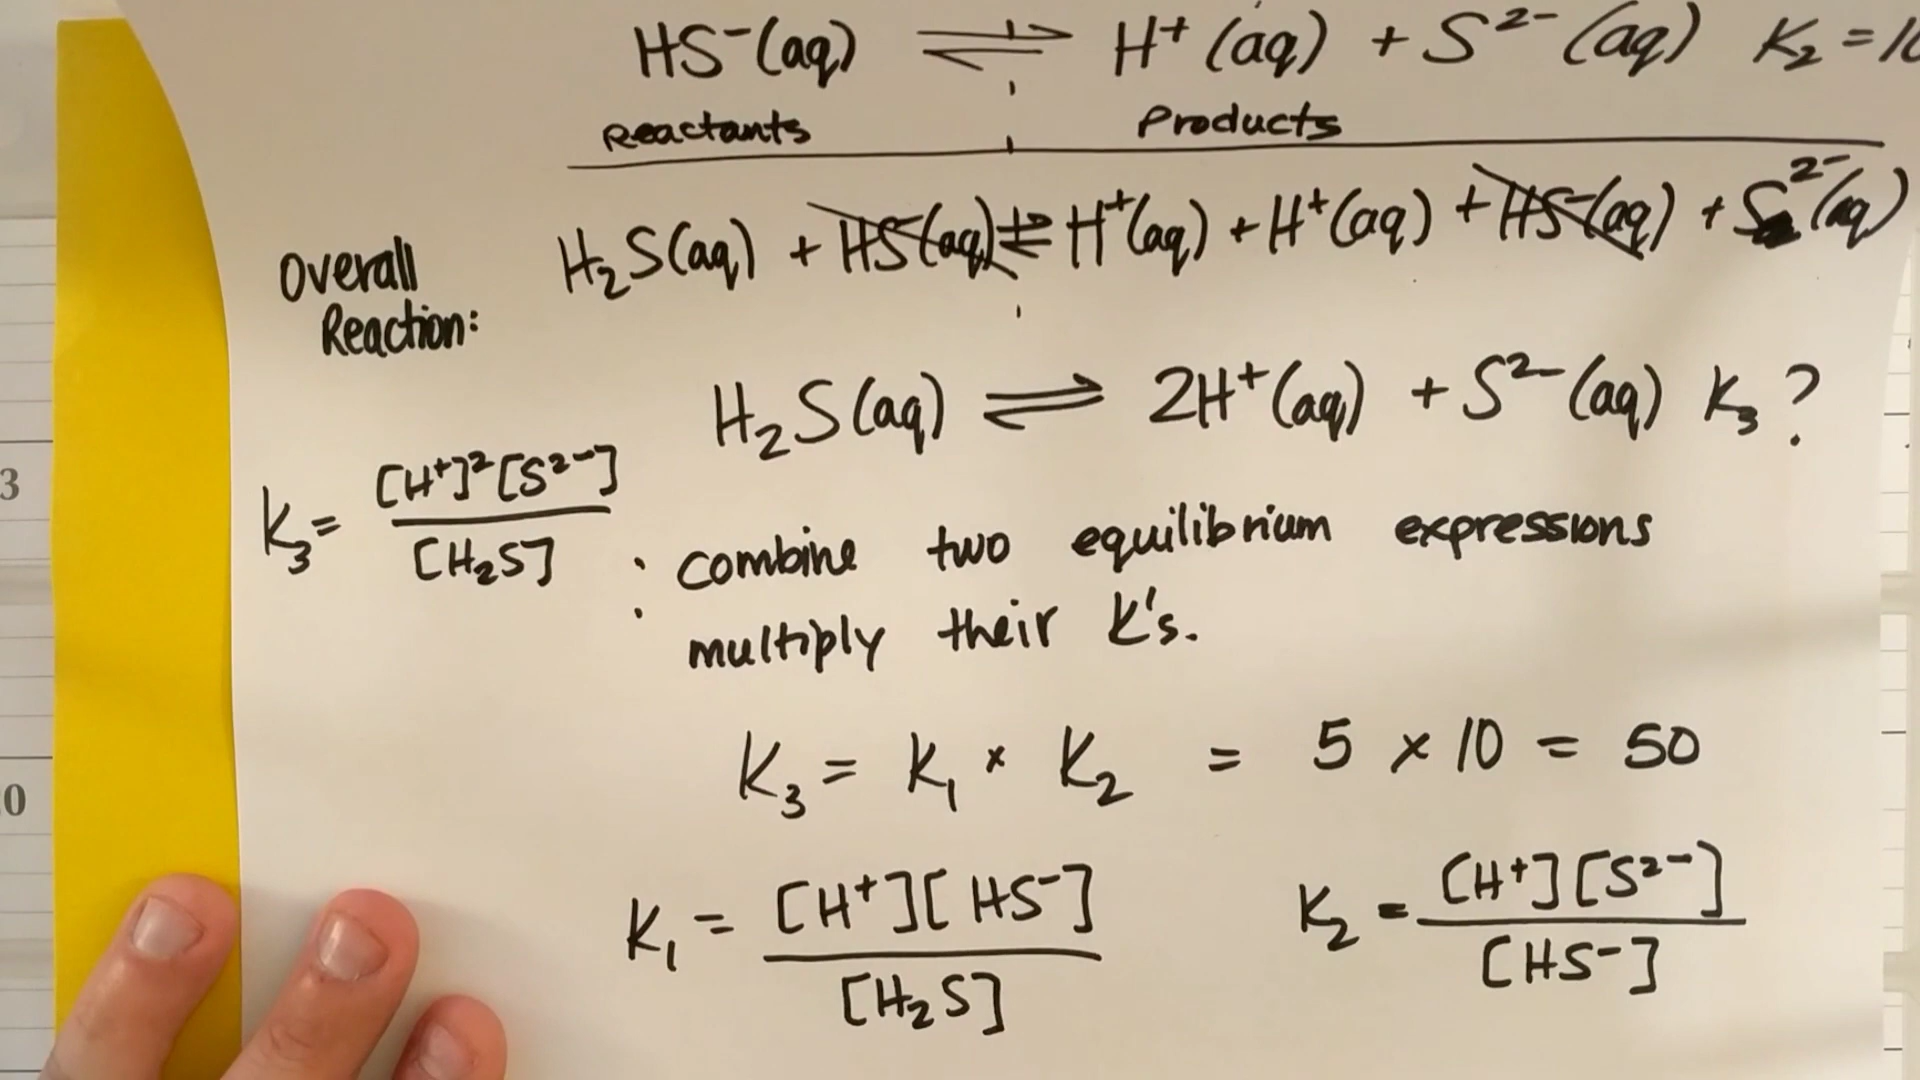 HS⁻(aq) ⇌ H⁺(aq) + S²⁻(aq) K₂ = 10
Reactants Products
Overall Reaction:
H₂S(aq) + HS⁻(aq) ⇌ H⁺(aq) + H⁺(aq) + HS⁻(aq) + S²⁻(aq)
H₂S(aq) ⇌ 2H⁺(aq) + S²⁻(aq) K₃?
K₃ = [H⁺]²[S²⁻] / [H₂S]
: combine two equilibrium expressions
multiply their K's.
K₃ = K₁ × K₂ = 5 × 10 = 50
K₁ = [H⁺][HS⁻] / [H₂S] K₂ = [H⁺][S²⁻] / [HS⁻]
3
0